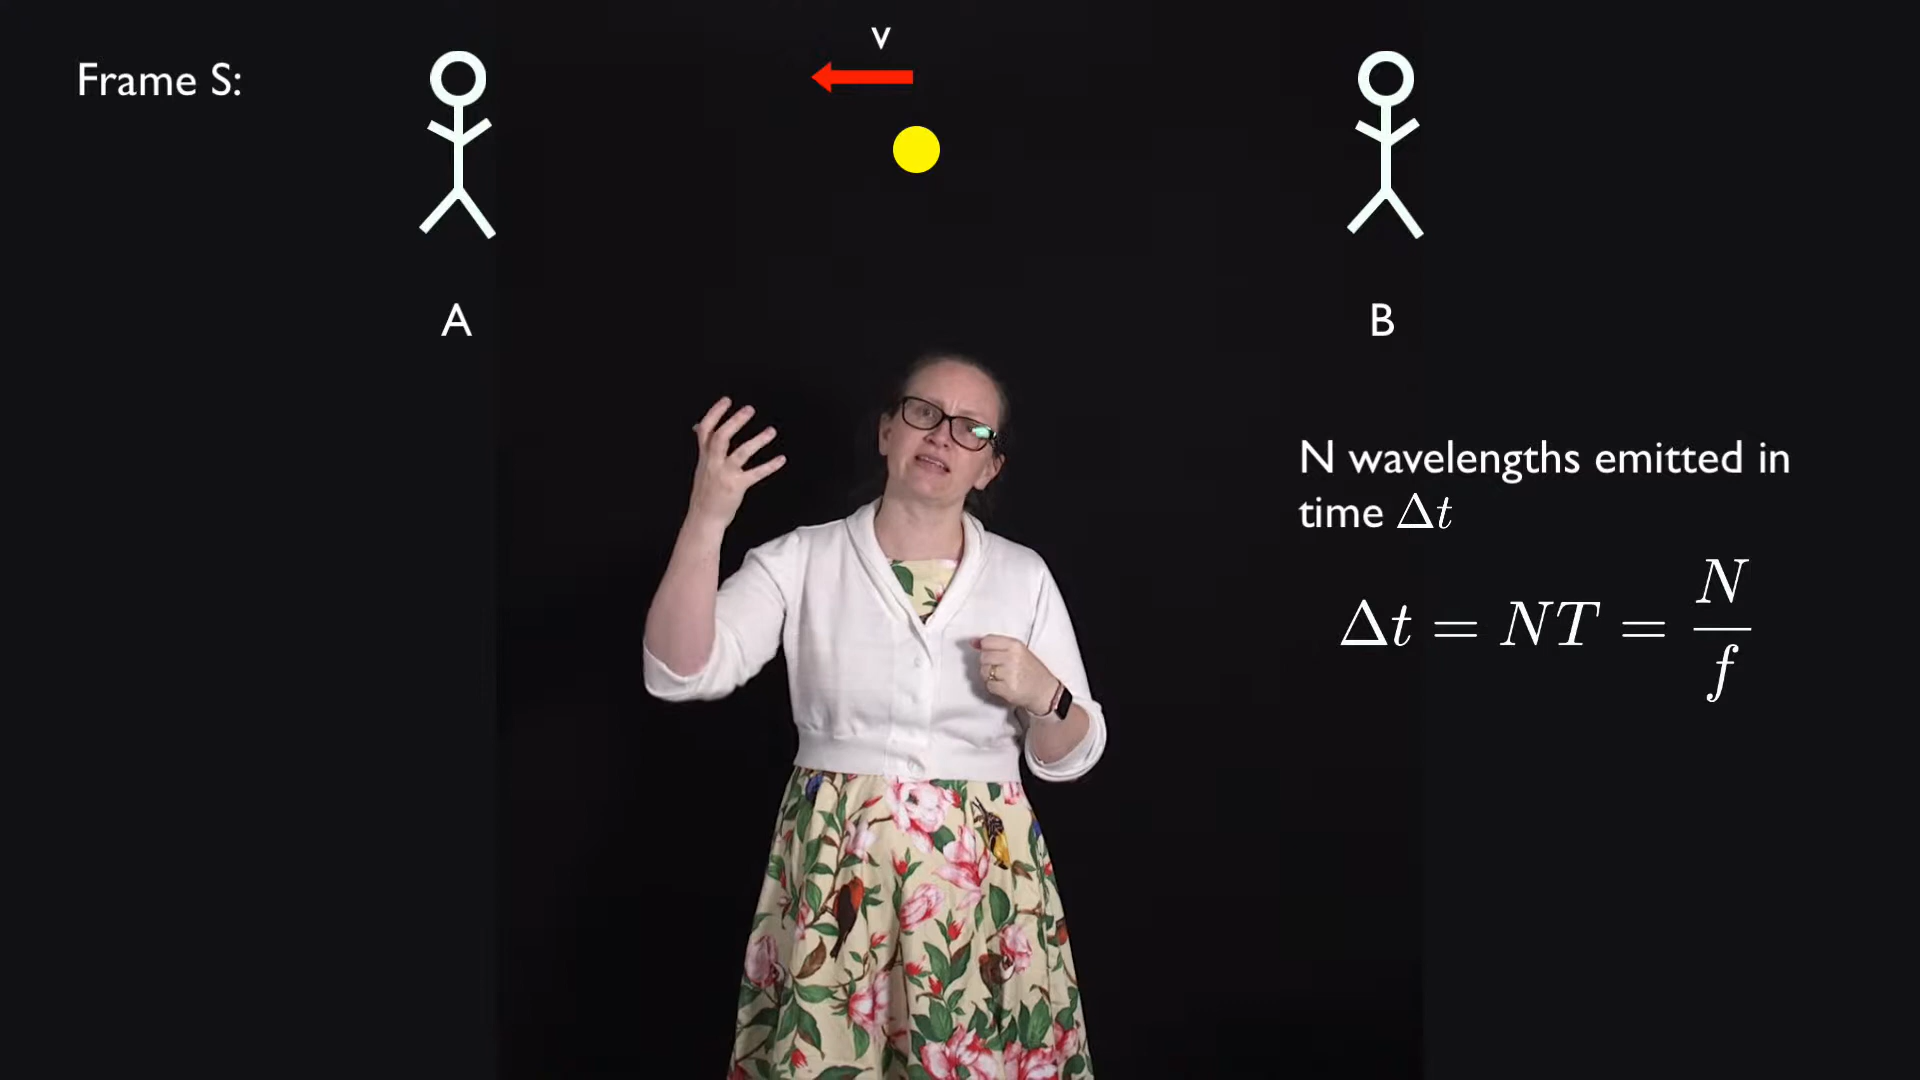 v
Frame S:
A
B
N wavelengths emitted in
time Δt
Δt = NT = N/f